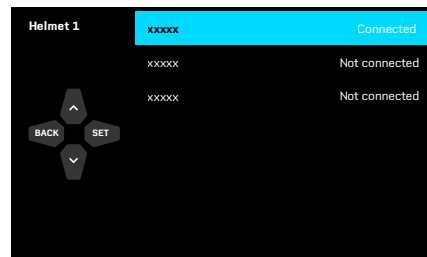 Helmet 1
xxxxx Connected
xxxxx Not connected
xxxxx Not connected
BACK SET